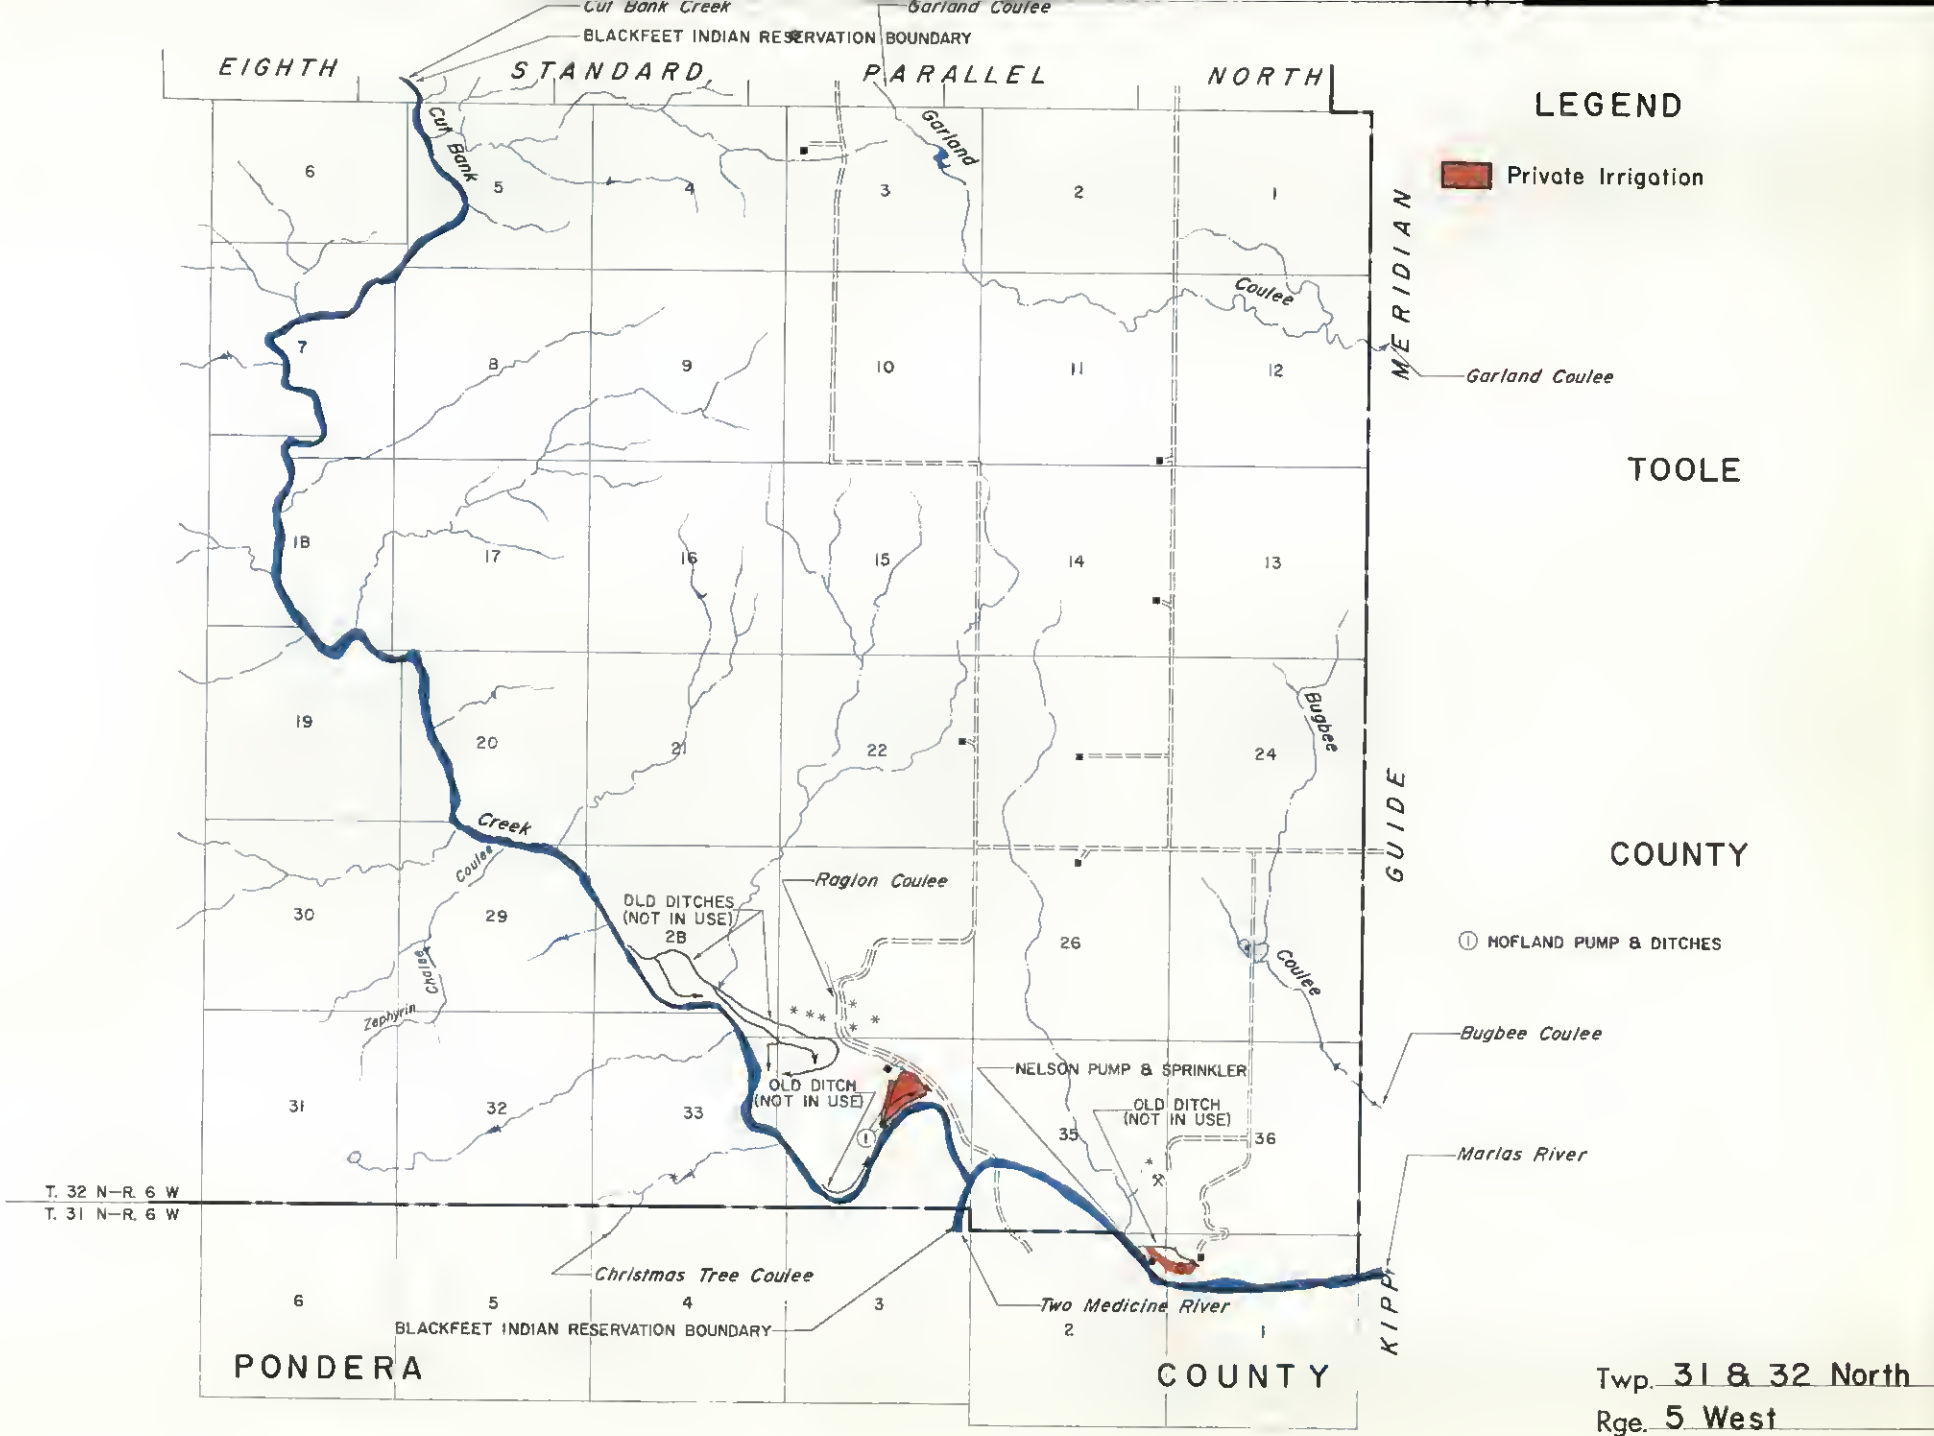 Cut Bank Creek
Garland Coulee
BLACKFEET INDIAN RESERVATION BOUNDARY
EIGHTH STANDARD PARALLEL NORTH
LEGEND
Private Irrigation
Cut Bank
Garland
6
5
4
3
2
1
MERIDIAN
Coulee
7
8
9
10
11
12
Garland Coulee
TOOLE
18
17
16
15
14
13
Bugbee
19
20
21
22
24
GUIDE
Creek
Coulee
COUNTY
Raglon Coulee
OLD DITCHES
(NOT IN USE)
30
29
28
26
① HOFLAND PUMP & DITCHES
Coulee
Chalee
Zephyrin
Bugbee Coulee
NELSON PUMP & SPRINKLER
OLD DITCH
(NOT IN USE)
OLD DITCH
(NOT IN USE)
31
32
33
①
35
36
Marias River
T. 32 N–R. 6 W
T. 31 N–R. 6 W
Christmas Tree Coulee
Two Medicine River
6
5
4
3
2
1
KIPP
BLACKFEET INDIAN RESERVATION BOUNDARY
PONDERA COUNTY
Twp. 31 & 32 North
Rge. 5 West